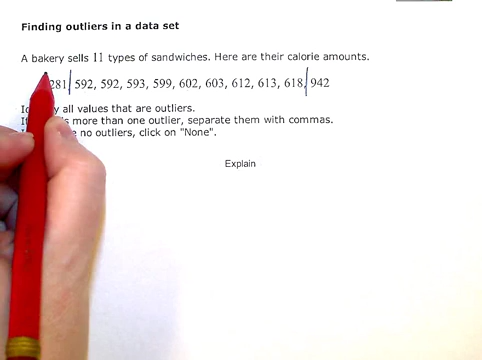 Finding outliers in a data set
A bakery sells 11 types of sandwiches. Here are their calorie amounts.
281, 592, 592, 593, 599, 602, 603, 612, 613, 618, 942
all values that are outliers.
more than one outlier, separate them with commas.
no outliers, click on "None".
Explain